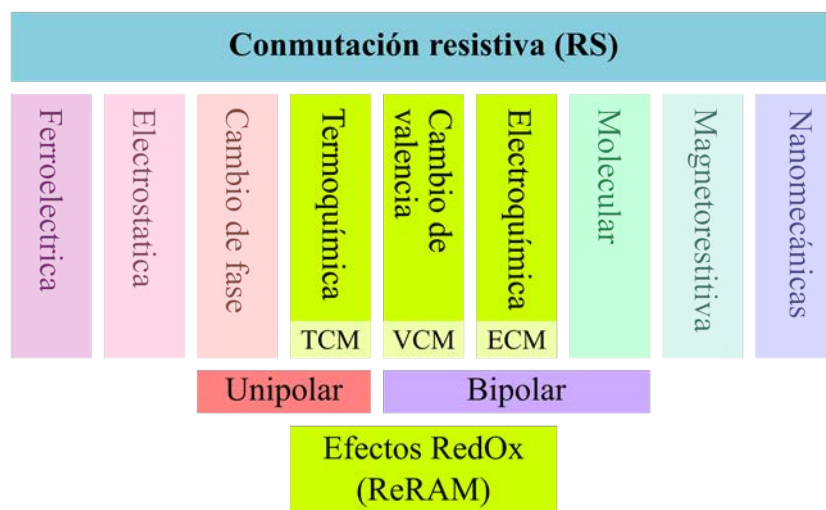 Conmutación resistiva (RS)
Ferroelectrica
Electrostatica
Cambio de fase
Termoquímica
Cambio de
valencia
Electroquímica
Molecular
Magnetorestitiva
Nanomecánicas
TCM
VCM
ECM
Unipolar
Bipolar
Efectos RedOx
(ReRAM)